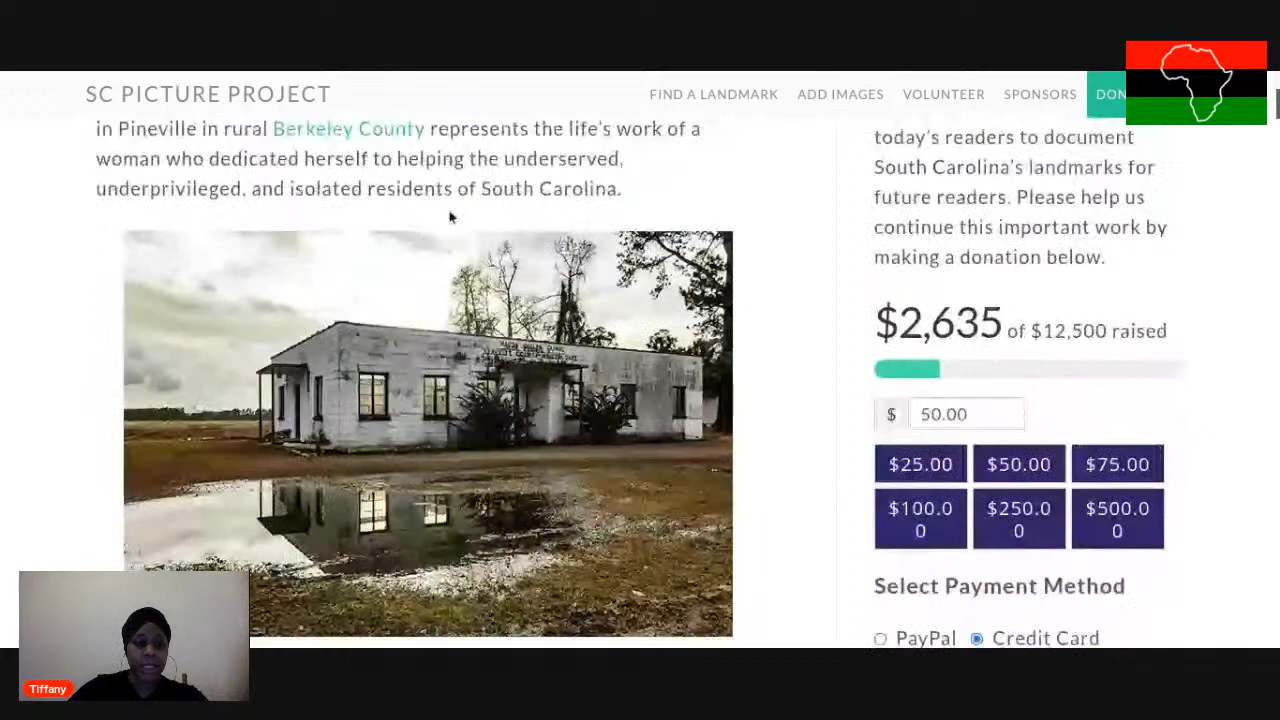 SC PICTURE PROJECT
FIND A LANDMARK ADD IMAGES VOLUNTEER SPONSORS DON
in Pineville in rural Berkeley County represents the life's work of a
woman who dedicated herself to helping the underserved,
underprivileged, and isolated residents of South Carolina.
today's readers to document
South Carolina's landmarks for
future readers. Please help us
continue this important work by
making a donation below.
$2,635 of $12,500 raised
$ 50.00
$25.00 $50.00 $75.00
$100.0
0
$250.0
0
$500.0
0
Select Payment Method
PayPal Credit Card
Tiffany